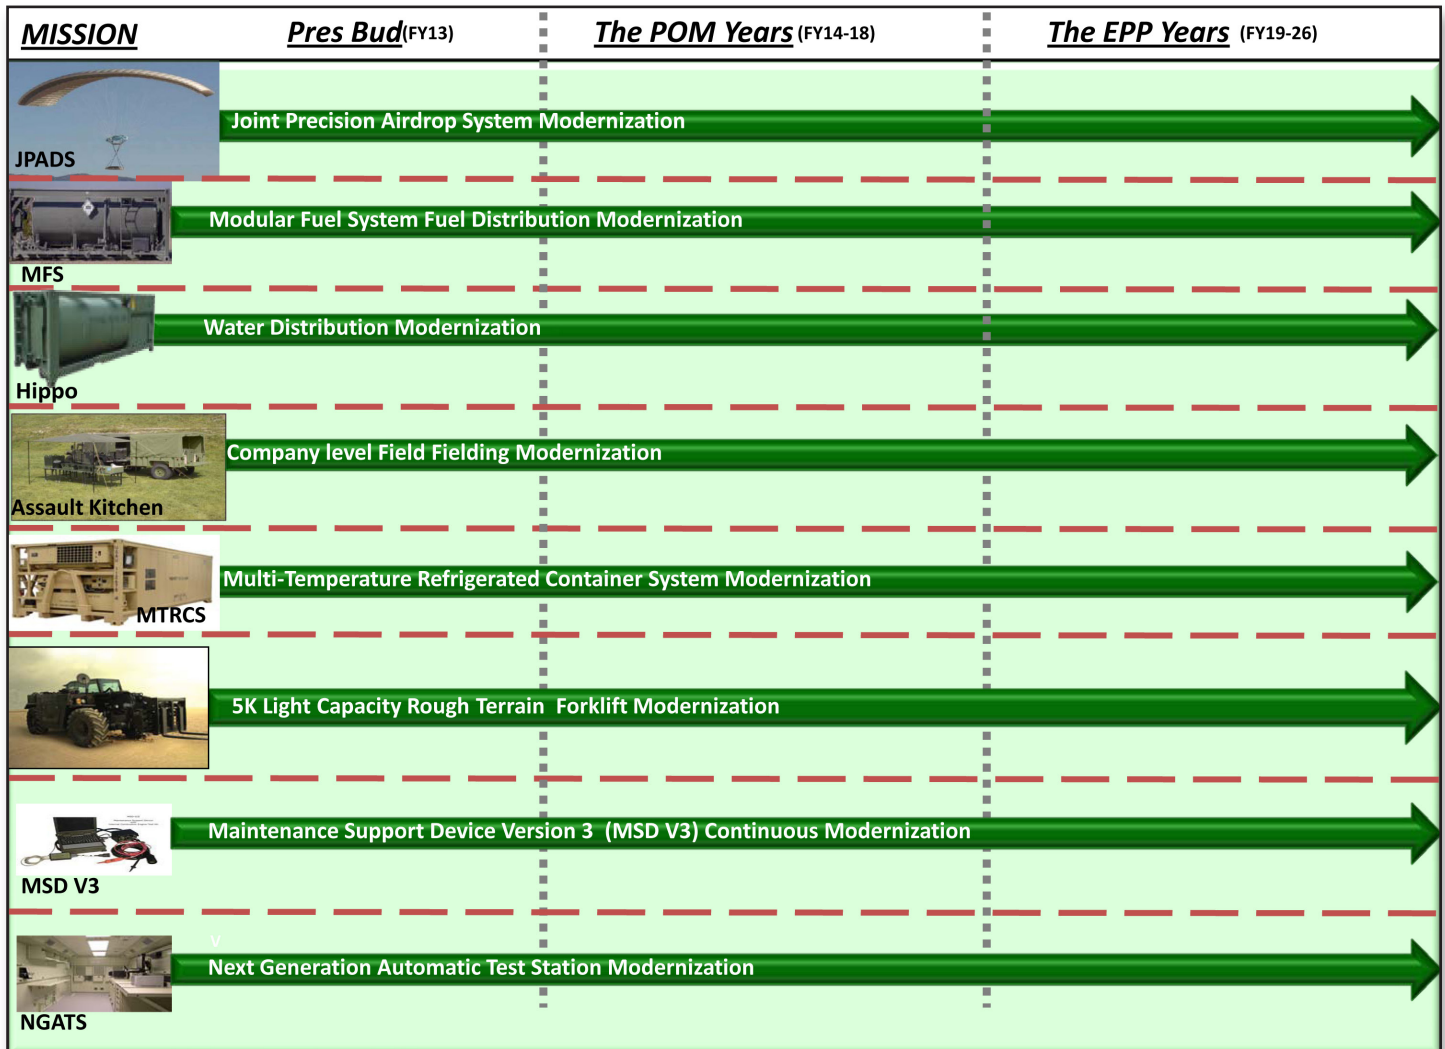 MISSION Pres Bud(FY13) The POM Years (FY14-18) The EPP Years (FY19-26)
Joint Precision Airdrop System Modernization
JPADS
Modular Fuel System Fuel Distribution Modernization
MFS
Water Distribution Modernization
Hippo
Company level Field Fielding Modernization
Assault Kitchen
Multi-Temperature Refrigerated Container System Modernization
MTRCS
5K Light Capacity Rough Terrain Forklift Modernization
Maintenance Support Device Version 3 (MSD V3) Continuous Modernization
MSD V3
V
Next Generation Automatic Test Station Modernization
NGATS